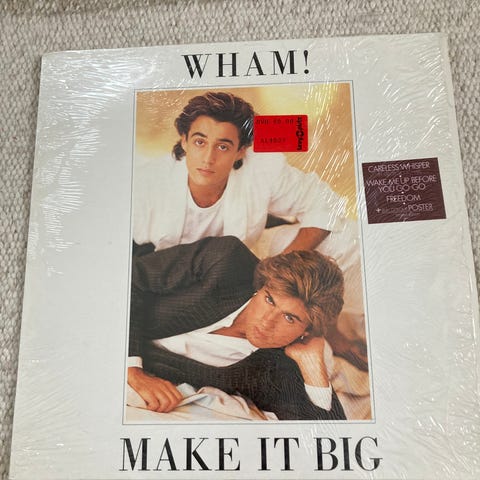 WHAM!
CARELESS WHISPER
WAKE ME UP BEFORE
YOU GO GO
FREEDOM
POSTER
MAKE IT BIG